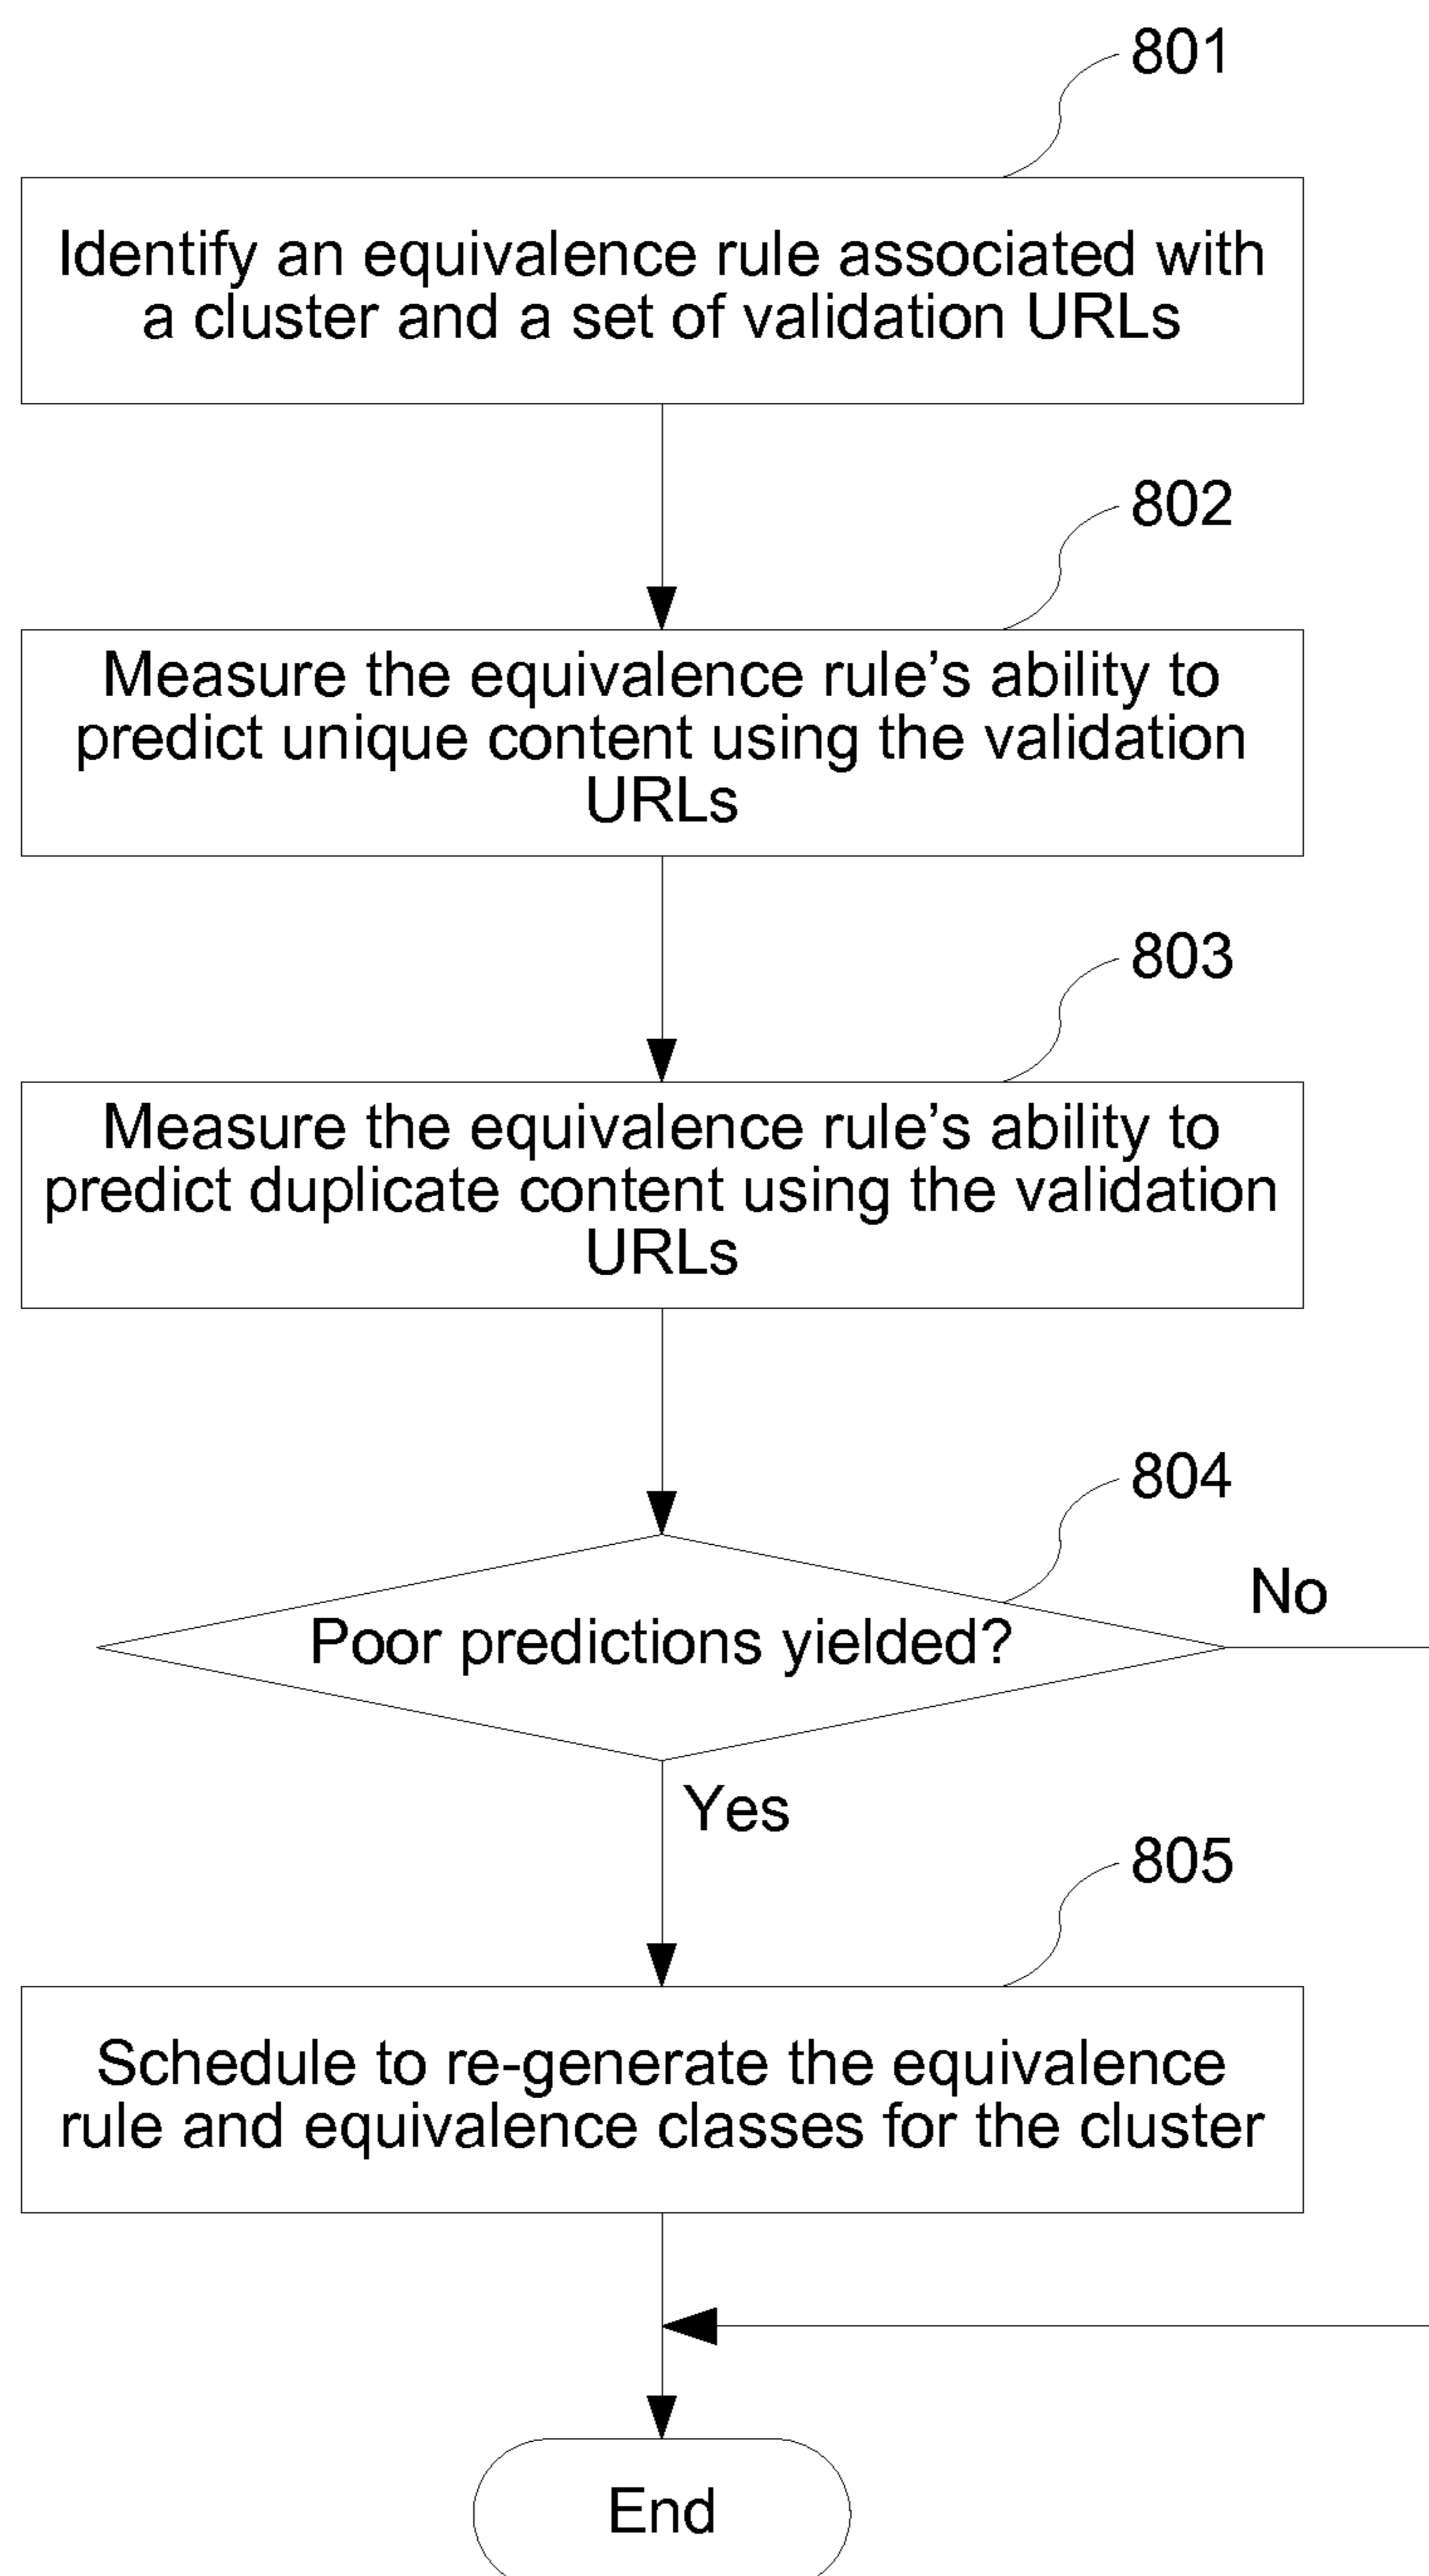 801
Identify an equivalence rule associated with
a cluster and a set of validation URLs
802
Measure the equivalence rule’s ability to
predict unique content using the validation
URLs
803
Measure the equivalence rule’s ability to
predict duplicate content using the validation
URLs
804
No
Poor predictions yielded?
Yes
805
Schedule to re-generate the equivalence
rule and equivalence classes for the cluster
End